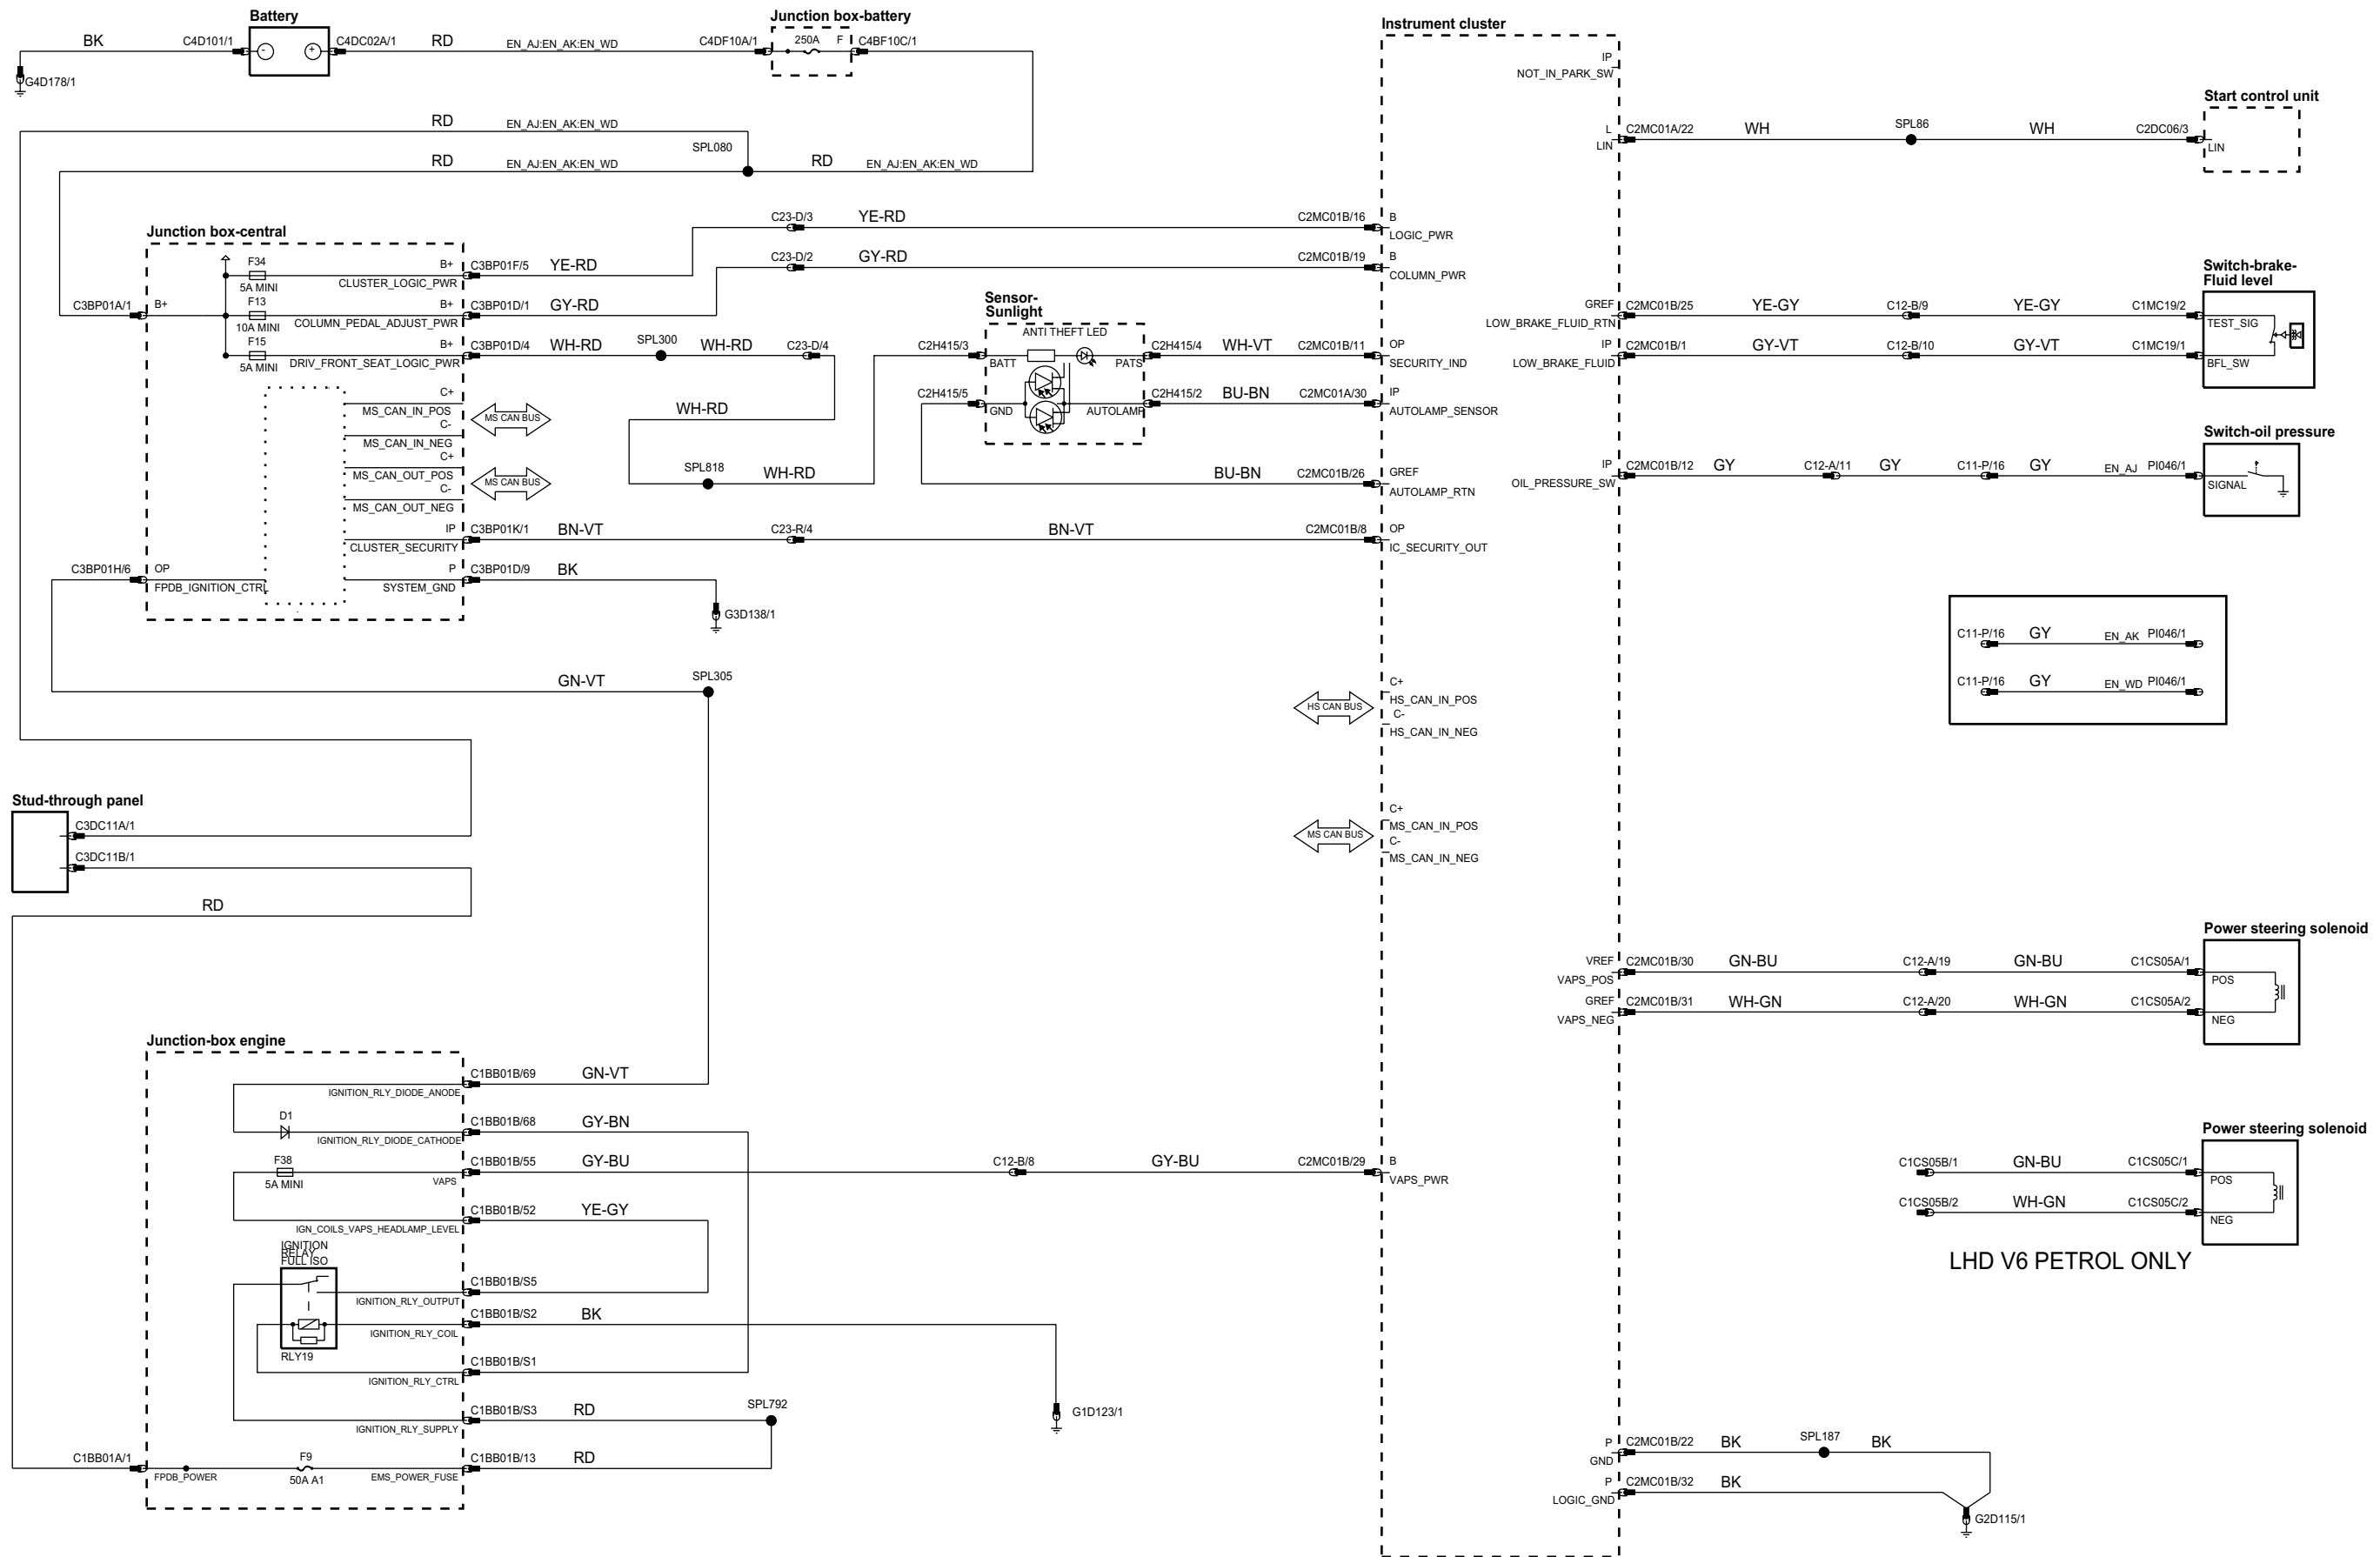 Battery
BK
C4D101/1
-
+
C4DC02A/1
RD
EN_AJ:EN_AK:EN_WD
G4D178/1
Junction box-battery
C4DF10A/1
250A
F
C4BF10C/1
RD
EN_AJ:EN_AK:EN_WD
SPL080
RD
EN_AJ:EN_AK:EN_WD
RD
EN_AJ:EN_AK:EN_WD
Junction box-central
C3BP01A/1
B+
F34
5A MINI
B+
CLUSTER_LOGIC_PWR
C3BP01F/5
YE-RD
C23-D/3
YE-RD
C2MC01B/16
F13
10A MINI
B+
COLUMN_PEDAL_ADJUST_PWR
C3BP01D/1
GY-RD
C23-D/2
GY-RD
C2MC01B/19
F15
5A MINI
B+
DRIV_FRONT_SEAT_LOGIC_PWR
C3BP01D/4
WH-RD
SPL300
WH-RD
C23-D/4
WH-RD
SPL818
WH-RD
C+
MS_CAN_IN_POS
C-
MS_CAN_IN_NEG
MS CAN BUS
C+
MS_CAN_OUT_POS
C-
MS_CAN_OUT_NEG
MS CAN BUS
IP
CLUSTER_SECURITY
C3BP01K/1
BN-VT
C23-R/4
BN-VT
C2MC01B/8
C3BP01H/6
OP
FPDB_IGNITION_CTRL
P
SYSTEM_GND
C3BP01D/9
BK
G3D138/1
GN-VT
SPL305
Sensor-
Sunlight
ANTI THEFT LED
C2H415/3
BATT
PATS
C2H415/4
WH-VT
C2MC01B/11
C2H415/5
GND
AUTOLAMP
C2H415/2
BU-BN
C2MC01A/30
BU-BN
C2MC01B/26
Instrument cluster
B
LOGIC_PWR
B
COLUMN_PWR
OP
SECURITY_IND
IP
AUTOLAMP_SENSOR
GREF
AUTOLAMP_RTN
OP
IC_SECURITY_OUT
HS CAN BUS
C+
HS_CAN_IN_POS
C-
HS_CAN_IN_NEG
MS CAN BUS
C+
MS_CAN_IN_POS
C-
MS_CAN_IN_NEG
IP
NOT_IN_PARK_SW
L
LIN
C2MC01A/22
WH
SPL86
WH
C2DC06/3
Start control unit
LIN
GREF
LOW_BRAKE_FLUID_RTN
C2MC01B/25
YE-GY
C12-B/9
YE-GY
C1MC19/2
Switch-brake-
Fluid level
TEST_SIG
IP
LOW_BRAKE_FLUID
C2MC01B/1
GY-VT
C12-B/10
GY-VT
C1MC19/1
BFL_SW
IP
OIL_PRESSURE_SW
C2MC01B/12
GY
C12-A/11
GY
C11-P/16
GY
EN_AJ
PI046/1
Switch-oil pressure
SIGNAL
C11-P/16
GY
EN_AK
PI046/1
C11-P/16
GY
EN_WD
PI046/1
Stud-through panel
C3DC11A/1
C3DC11B/1
RD
VREF
VAPS_POS
C2MC01B/30
GN-BU
C12-A/19
GN-BU
C1CS05A/1
Power steering solenoid
POS
GREF
VAPS_NEG
C2MC01B/31
WH-GN
C12-A/20
WH-GN
C1CS05A/2
NEG
Junction-box engine
IGNITION_RLY_DIODE_ANODE
C1BB01B/69
GN-VT
D1
IGNITION_RLY_DIODE_CATHODE
C1BB01B/68
GY-BN
F38
5A MINI
VAPS
C1BB01B/55
GY-BU
C12-B/8
GY-BU
C2MC01B/29
B
VAPS_PWR
IGN_COILS_VAPS_HEADLAMP_LEVEL
C1BB01B/52
YE-GY
IGNITION
RELAY
FULL ISO
RLY19
IGNITION_RLY_OUTPUT
C1BB01B/S5
IGNITION_RLY_COIL
C1BB01B/S2
BK
G1D123/1
IGNITION_RLY_CTRL
C1BB01B/S1
IGNITION_RLY_SUPPLY
C1BB01B/S3
RD
SPL792
C1BB01A/1
FPDB_POWER
F9
50A A1
EMS_POWER_FUSE
C1BB01B/13
RD
Power steering solenoid
C1CS05B/1
GN-BU
C1CS05C/1
POS
C1CS05B/2
WH-GN
C1CS05C/2
NEG
LHD V6 PETROL ONLY
P
GND
C2MC01B/22
BK
SPL187
BK
P
LOGIC_GND
C2MC01B/32
BK
G2D115/1